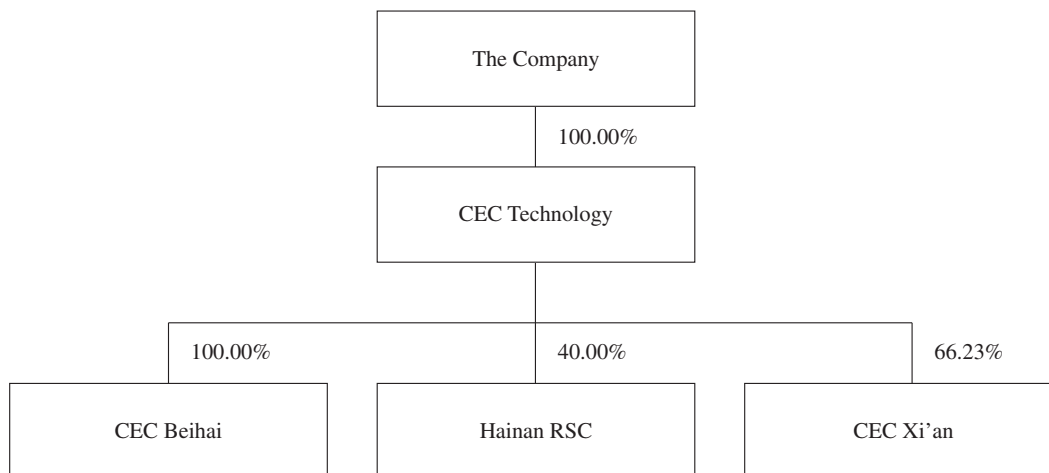 The Company
100.00%
CEC Technology
100.00%
40.00%
66.23%
CEC Beihai
Hainan RSC
CEC Xi’an